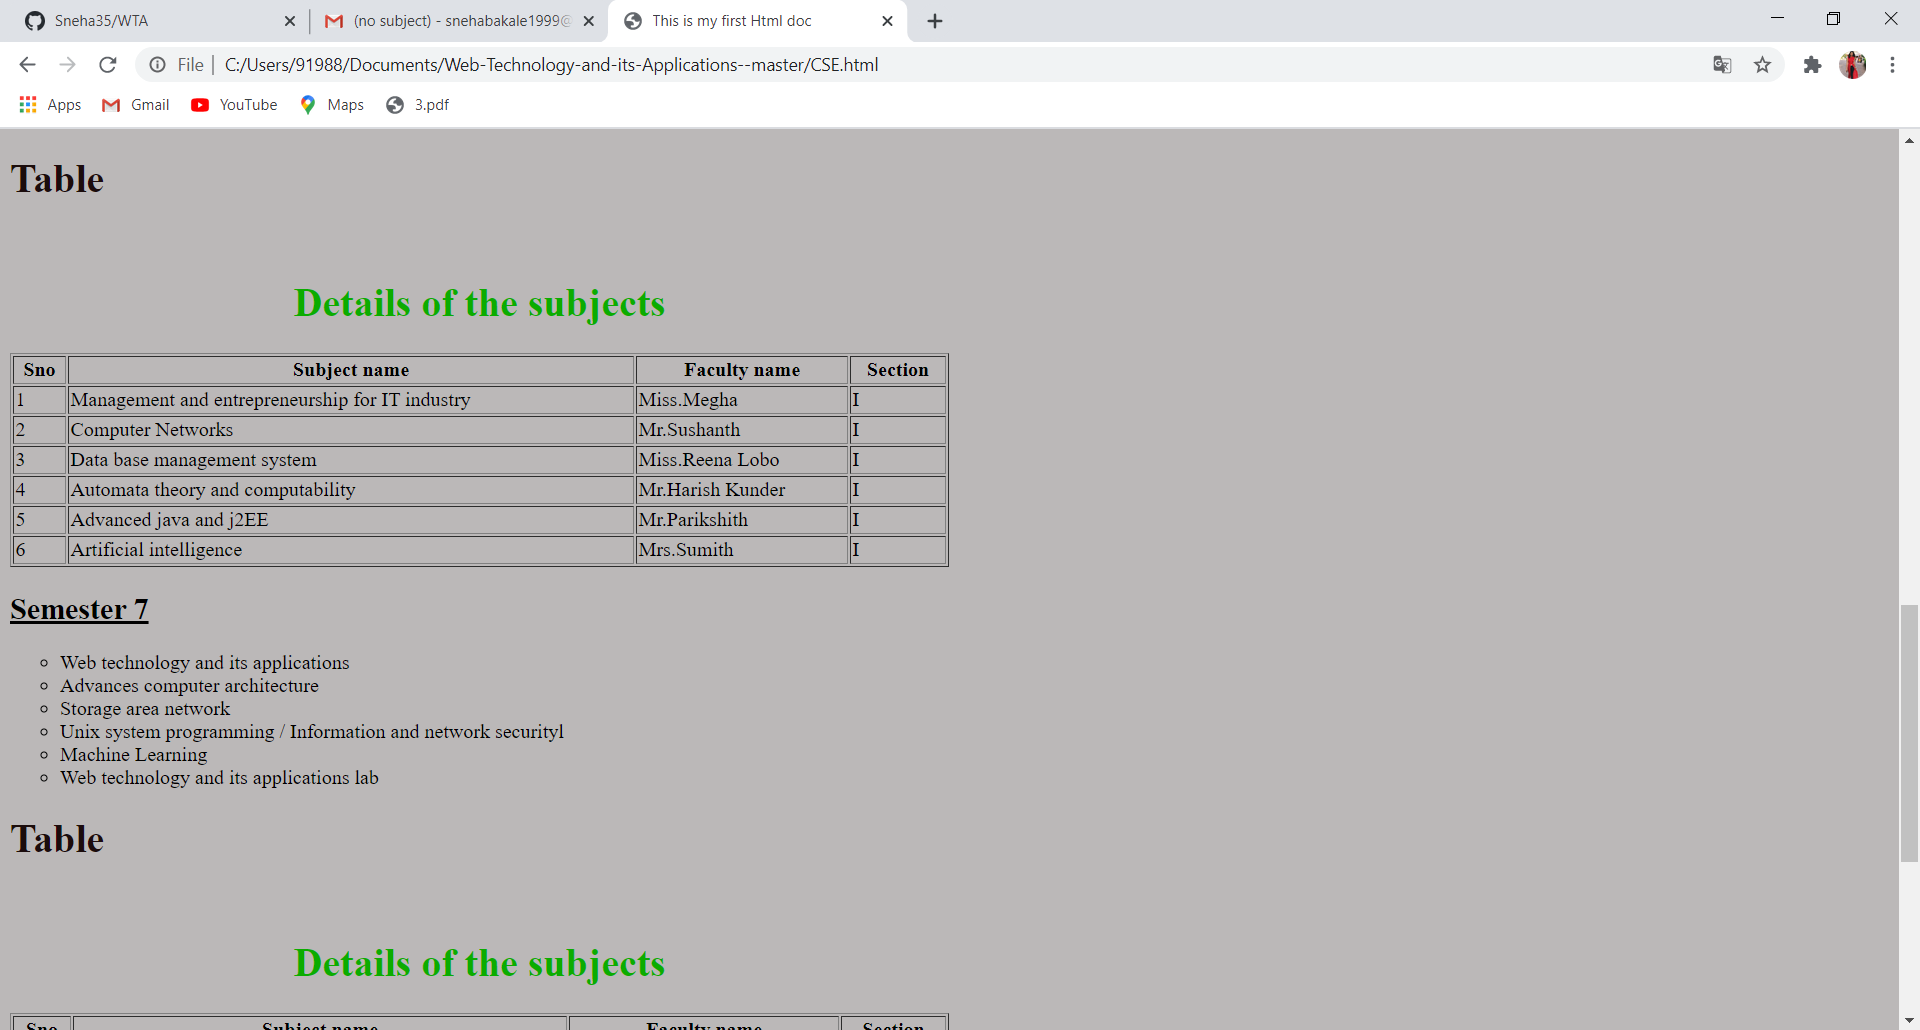 Sneha35/WTA
(no subject) - snehabakale1999@
This is my first Html doc
File
C:/Users/91988/Documents/Web-Technology-and-its-Applications--master/CSE.html
Apps Gmail YouTube Maps 3.pdf
Table
Details of the subjects
Sno Subject name Faculty name Section
1 Management and entrepreneurship for IT industry Miss.Megha I
2 Computer Networks Mr.Sushanth I
3 Data base management system Miss.Reena Lobo I
4 Automata theory and computability Mr.Harish Kunder I
5 Advanced java and j2EE Mr.Parikshith I
6 Artificial intelligence Mrs.Sumith I
Semester 7
Web technology and its applications
Advances computer architecture
Storage area network
Unix system programming / Information and network securityl
Machine Learning
Web technology and its applications lab
Table
Details of the subjects
Sno Subject name Faculty name Section